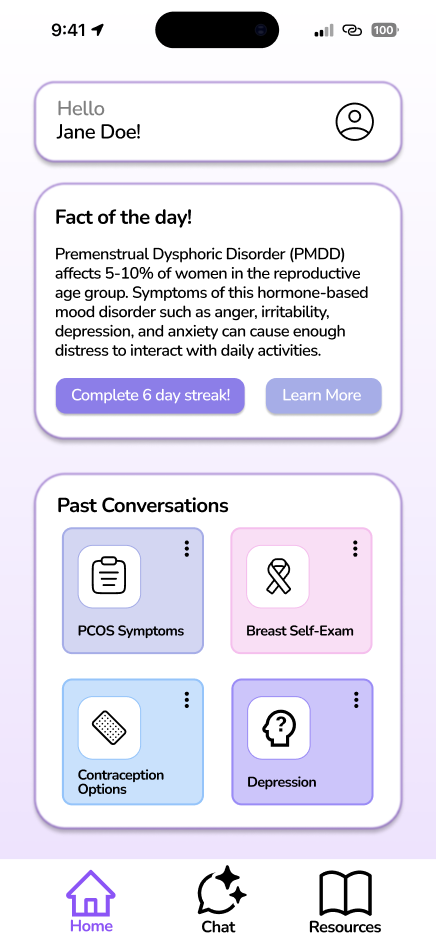 9:41
100
Hello
Jane Doe!
Fact of the day!
Premenstrual Dysphoric Disorder (PMDD)
affects 5-10% of women in the reproductive
age group. Symptoms of this hormone-based
mood disorder such as anger, irritability,
depression, and anxiety can cause enough
distress to interact with daily activities.
Complete 6 day streak!
Learn More
Past Conversations
PCOS Symptoms
Breast Self-Exam
?
Contraception
Options
Depression
Home
Chat
Resources